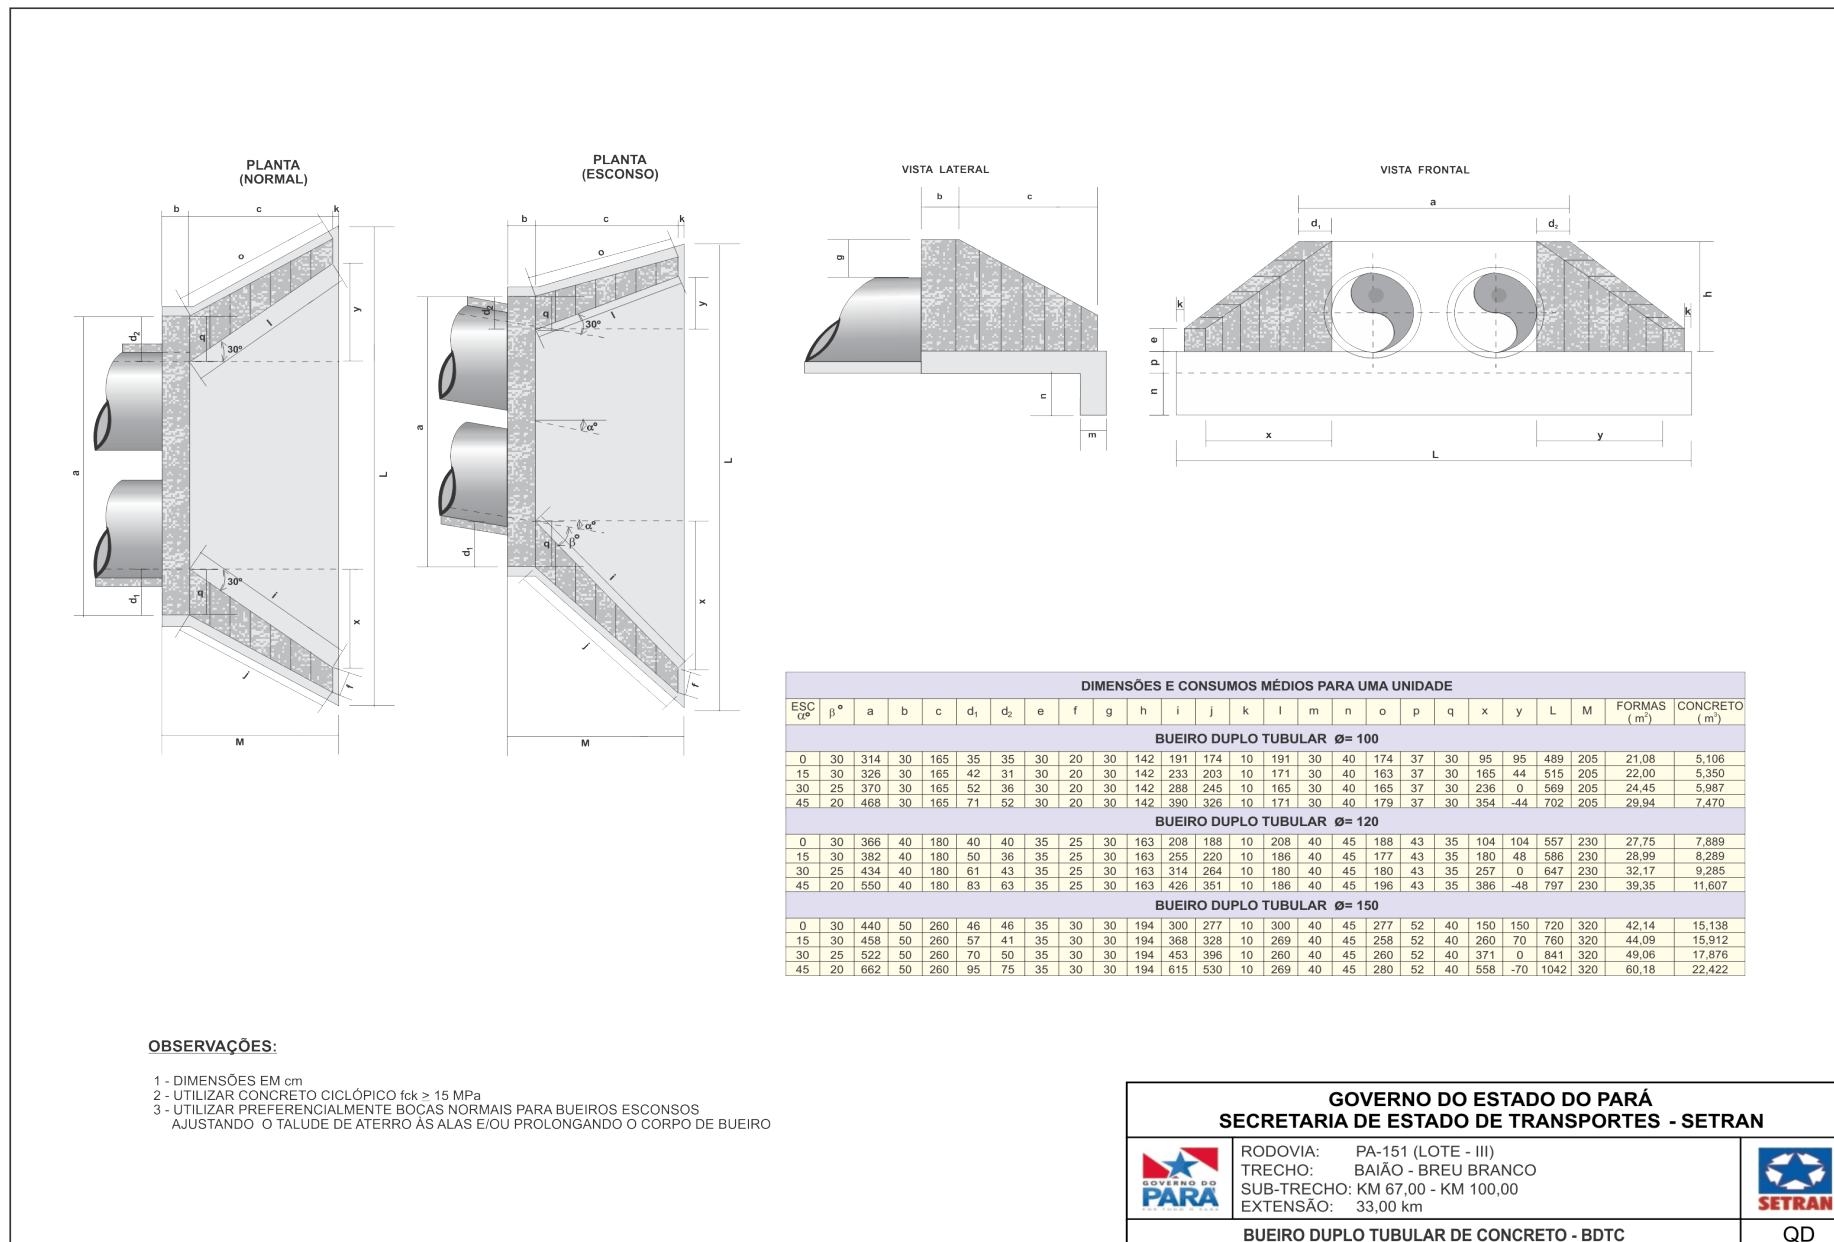 PLANTA
(NORMAL)
b c k
o
y
d₂ q l
30º
a
L
30º
d₁ q i
x
j
f
M
PLANTA
(ESCONSO)
b c k
o
y
d₂ q l
30º
a
αº
L
αº
βº
q
d₁
i
x
j
f
M
VISTA LATERAL
b c
g
n
m
VISTA FRONTAL
a
d₁ d₂
h
k k
e
p
n
x y
L
DIMENSÕES E CONSUMOS MÉDIOS PARA UMA UNIDADE
ESC αº βº a b c d₁ d₂ e f g h i j k l m n o p q x y L M FORMAS (m²) CONCRETO (m³)
BUEIRO DUPLO TUBULAR Ø= 100
0 30 314 30 165 35 35 30 20 30 142 191 174 10 191 30 40 174 37 30 95 95 489 205 21,08 5,106
15 30 326 30 165 42 31 30 20 30 142 233 203 10 171 30 40 163 37 30 165 44 515 205 22,00 5,350
30 25 370 30 165 52 36 30 20 30 142 288 245 10 165 30 40 165 37 30 236 0 569 205 24,45 5,987
45 20 468 30 165 71 52 30 20 30 142 390 326 10 171 30 40 179 37 30 354 -44 702 205 29,94 7,470
BUEIRO DUPLO TUBULAR Ø= 120
0 30 366 40 180 40 40 35 25 30 163 208 188 10 208 40 45 188 43 35 104 104 557 230 27,75 7,889
15 30 382 40 180 50 36 35 25 30 163 255 220 10 186 40 45 177 43 35 180 48 586 230 28,99 8,289
30 25 434 40 180 61 43 35 25 30 163 314 264 10 180 40 45 180 43 35 257 0 647 230 32,17 9,285
45 20 550 40 180 83 63 35 25 30 163 426 351 10 186 40 45 196 43 35 386 -48 797 230 39,35 11,607
BUEIRO DUPLO TUBULAR Ø= 150
0 30 440 50 260 46 46 35 30 30 194 300 277 10 300 40 45 277 52 40 150 150 720 320 42,14 15,138
15 30 458 50 260 57 41 35 30 30 194 368 328 10 269 40 45 258 52 40 260 70 760 320 44,09 15,912
30 25 522 50 260 70 50 35 30 30 194 453 396 10 260 40 45 260 52 40 371 0 841 320 49,06 17,876
45 20 662 50 260 95 75 35 30 30 194 615 530 10 269 40 45 280 52 40 558 -70 1042 320 60,18 22,422
OBSERVAÇÕES:
1 - DIMENSÕES EM cm
2 - UTILIZAR CONCRETO CICLÓPICO fck ≥ 15 MPa
3 - UTILIZAR PREFERENCIALMENTE BOCAS NORMAIS PARA BUEIROS ESCONSOS
AJUSTANDO O TALUDE DE ATERRO ÀS ALAS E/OU PROLONGANDO O CORPO DE BUEIRO
GOVERNO DO ESTADO DO PARÁ
SECRETARIA DE ESTADO DE TRANSPORTES - SETRAN
GOVERNO DO
PARÁ
RODOVIA: PA-151 (LOTE - III)
TRECHO: BAIÃO - BREU BRANCO
SUB-TRECHO: KM 67,00 - KM 100,00
EXTENSÃO: 33,00 km
SETRAN
BUEIRO DUPLO TUBULAR DE CONCRETO - BDTC
QD